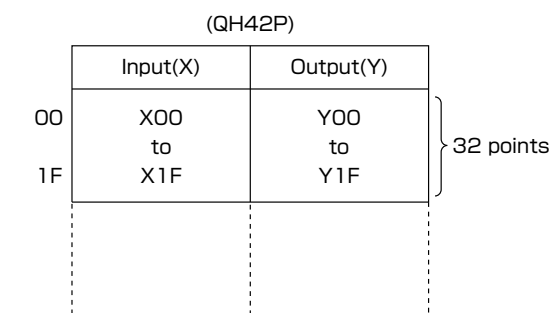 (QH42P)
Input(X) Output(Y)
00 X00 Y00
to to 32 points
1F X1F Y1F